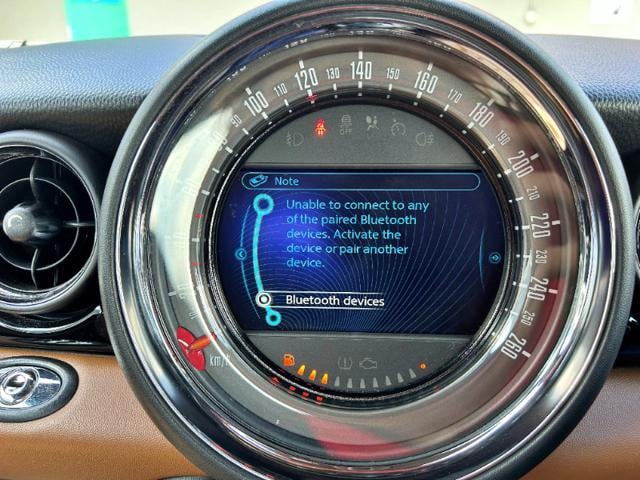 120 130 140 150 160
100 170
90 180
OFF
190
200
210
220
230
240
250
260
Note
Unable to connect to any
of the paired Bluetooth
devices. Activate the
device or pair another
device.
Bluetooth devices
km/h